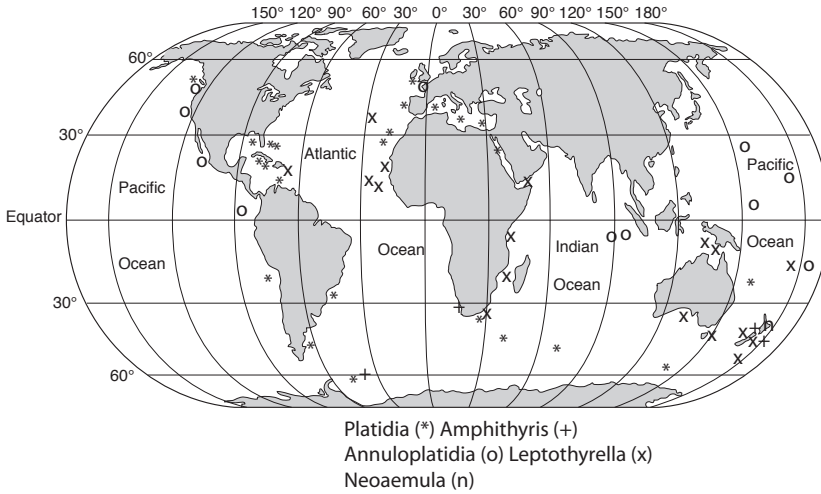 150° 120° 90° 60° 30° 0° 30° 60° 90° 120° 150° 180°
60°
30°
Atlantic
Pacific
Pacific
Equator
Ocean
Ocean
Indian
Ocean
Ocean
30°
60°
Platidia (*) Amphithyris (+)
Annuloplatidia (o) Leptothyrella (x)
Neoaemula (n)